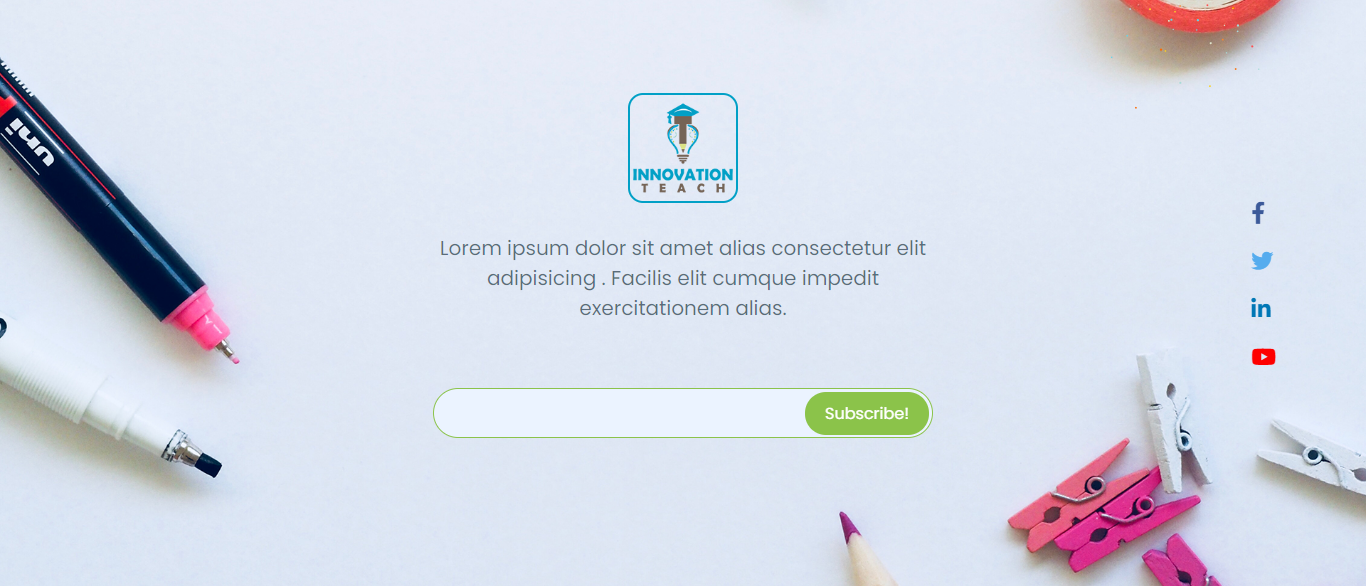 uni
INNOVATION
TEACH
Lorem ipsum dolor sit amet alias consectetur elit
adipisicing . Facilis elit cumque impedit
exercitationem alias.
Subscribe!